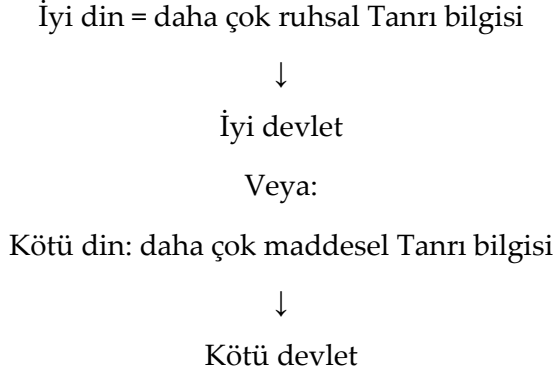 İyi din = daha çok ruhsal Tanrı bilgisi
↓
İyi devlet
Veya:
Kötü din: daha çok maddesel Tanrı bilgisi
↓
Kötü devlet